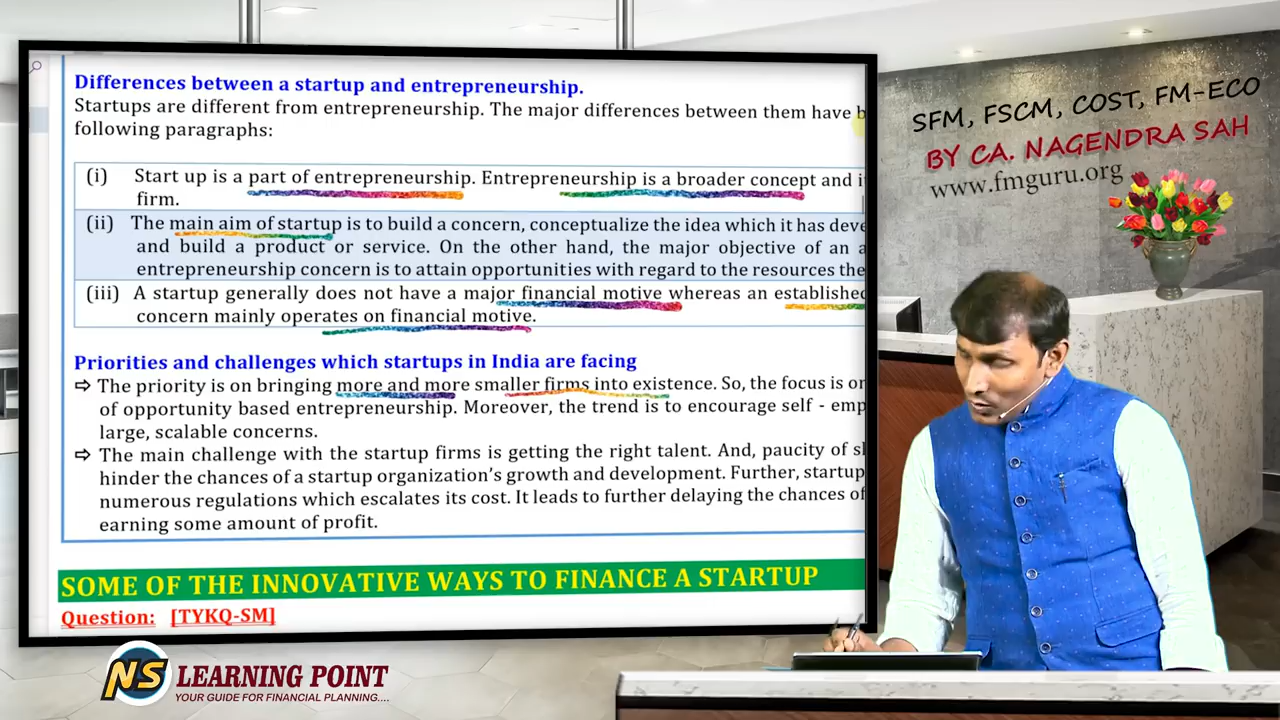 Differences between a startup and entrepreneurship.
Startups are different from entrepreneurship. The major differences between them have
following paragraphs:
(i) Start up is a part of entrepreneurship. Entrepreneurship is a broader concept and
firm.
(ii) The main aim of startup is to build a concern, conceptualize the idea which it has
and build a product or service. On the other hand, the major objective of an
entrepreneurship concern is to attain opportunities with regard to the resources
(iii) A startup generally does not have a major financial motive whereas an established
concern mainly operates on financial motive.
Priorities and challenges which startups in India are facing
⇨ The priority is on bringing more and more smaller firms into existence. So, the focus is
of opportunity based entrepreneurship. Moreover, the trend is to encourage self -
large, scalable concerns.
⇨ The main challenge with the startup firms is getting the right talent. And, paucity of
hinder the chances of a startup organization's growth and development. Further, startup
numerous regulations which escalates its cost. It leads to further delaying the chances of
earning some amount of profit.
SOME OF THE INNOVATIVE WAYS TO FINANCE A STARTUP
Question: [TYKQ-SM]
SFM, FSCM, COST, FM-ECO
BY CA. NAGENDRA SAH
www.fmguru.org
NS LEARNING POINT
YOUR GUIDE FOR FINANCIAL PLANNING....